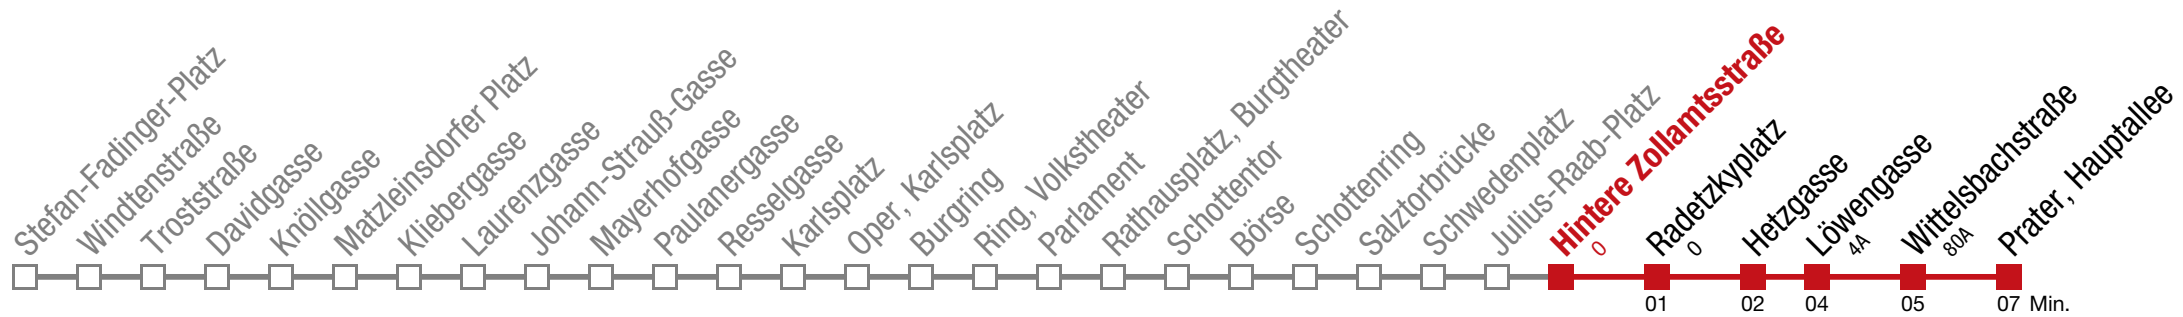 Stefan-Fadinger-Platz
Windtenstraße
Troststraße
Davidgasse
Knöllgasse
Matzleinsdorfer Platz
Kliebergasse
Laurenzgasse
Johann-Strauß-Gasse
Mayerhofgasse
Paulanergasse
Resselgasse
Karlsplatz
Oper, Karlsplatz
Burgring
Ring, Volkstheater
Parlament
Rathausplatz, Burgtheater
Schottentor
Börse
Schottenring
Salztorbrücke
Schwedenplatz
Julius-Raab-Platz
Hintere Zollamtsstraße
O
Radetzkyplatz
O
Hetzgasse
Löwengasse
4A
Wittelsbachstraße
80A
Prater, Hauptallee
01 02 04 05 07 Min.